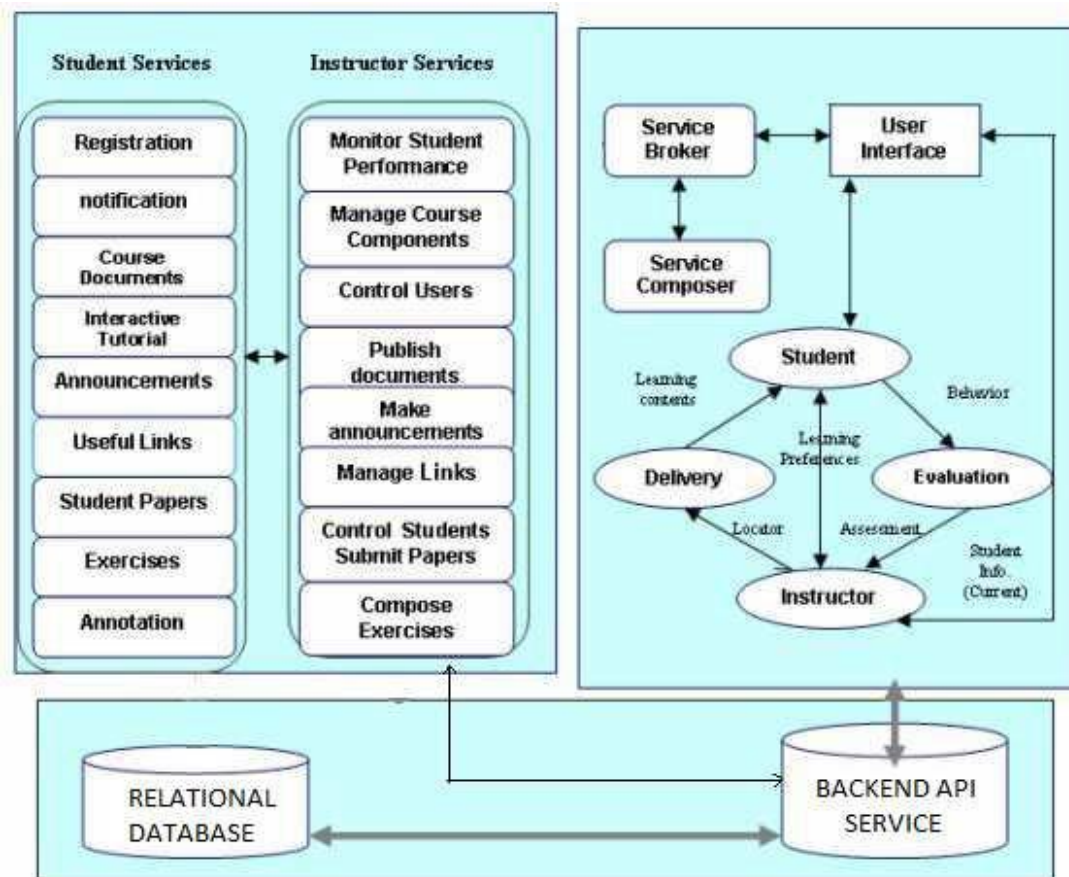 Student Services
Registration
notification
Course
Documents
Interactive
Tutorial
Announcements
Useful Links
Student Papers
Exercises
Annotation
Instructor Services
Monitor Student
Performance
Manage Course
Components
Control Users
Publish
documents
Make
announcements
Manage Links
Control Students
Submit Papers
Compose
Exercises
Service
Broker
User
Interface
Service
Composer
Student
Learning
contents
Behavior
Learning
Preferences
Delivery
Evaluation
Locator
Assessment
Student
Info
(Current)
Instructor
RELATIONAL
DATABASE
BACKEND API
SERVICE